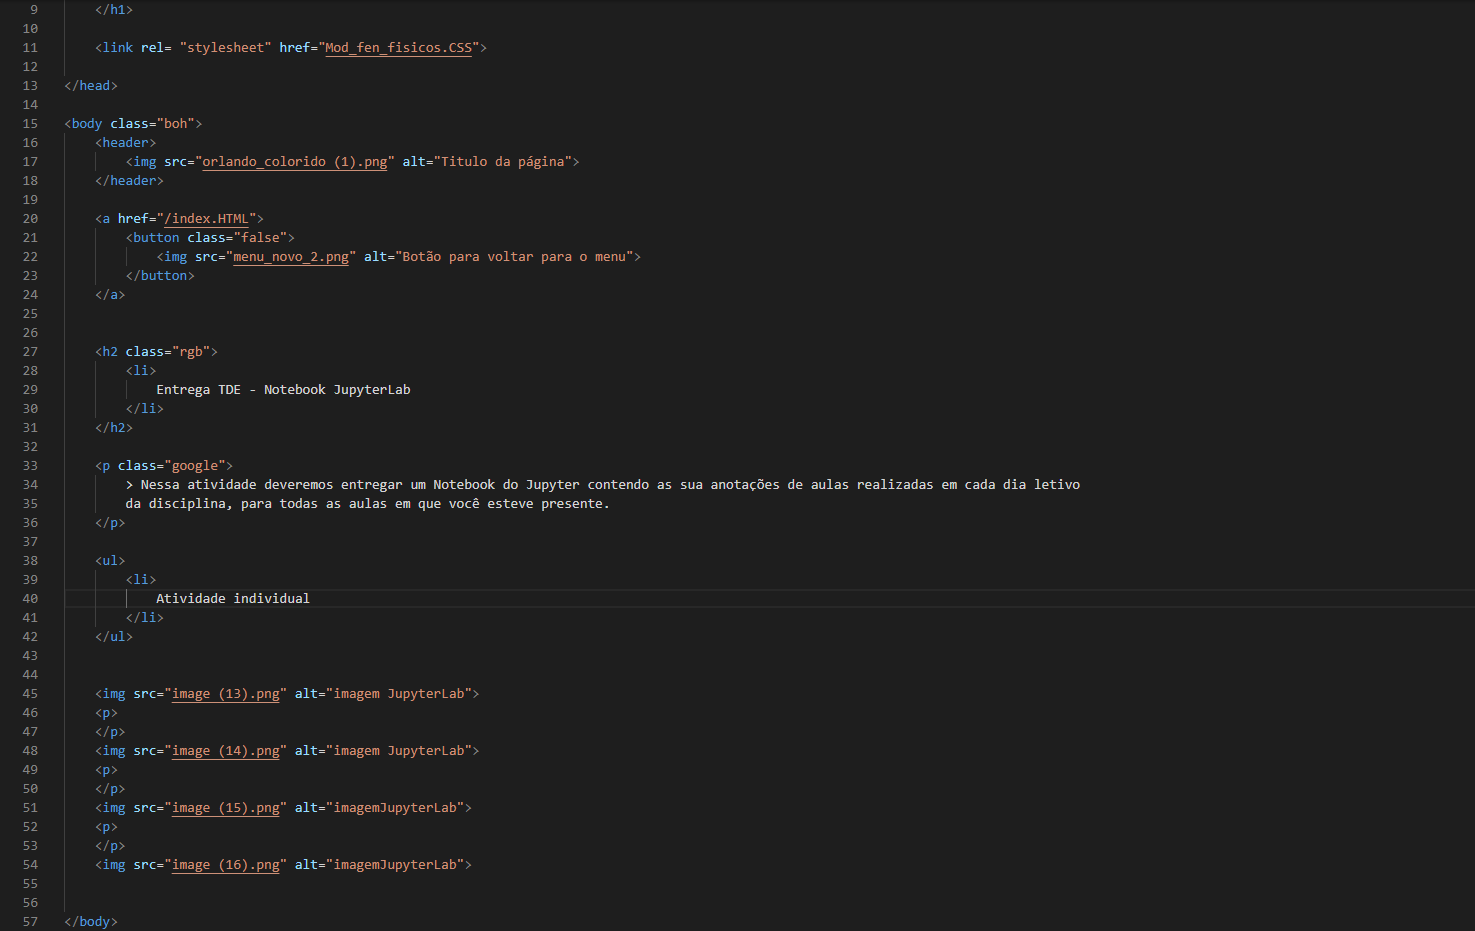 9 </h1>
10
11 <link rel= "stylesheet" href="Mod_fen_fisicos.CSS">
12
13 </head>
14
15 <body class="boh">
16 <header>
17 <img src="orlando_colorido (1).png" alt="Titulo da página">
18 </header>
19
20 <a href="/index.HTML">
21 <button class="false">
22 <img src="menu_novo_2.png" alt="Botão para voltar para o menu">
23 </button>
24 </a>
25
26
27 <h2 class="rgb">
28 <li>
29 Entrega TDE - Notebook JupyterLab
30 </li>
31 </h2>
32
33 <p class="google">
34 > Nessa atividade deveremos entregar um Notebook do Jupyter contendo as sua anotações de aulas realizadas em cada dia letivo
35 da disciplina, para todas as aulas em que você esteve presente.
36 </p>
37
38 <ul>
39 <li>
40 Atividade individual
41 </li>
42 </ul>
43
44
45 <img src="image (13).png" alt="imagem JupyterLab">
46 <p>
47 </p>
48 <img src="image (14).png" alt="imagem JupyterLab">
49 <p>
50 </p>
51 <img src="image (15).png" alt="imagemJupyterLab">
52 <p>
53 </p>
54 <img src="image (16).png" alt="imagemJupyterLab">
55
56
57 </body>